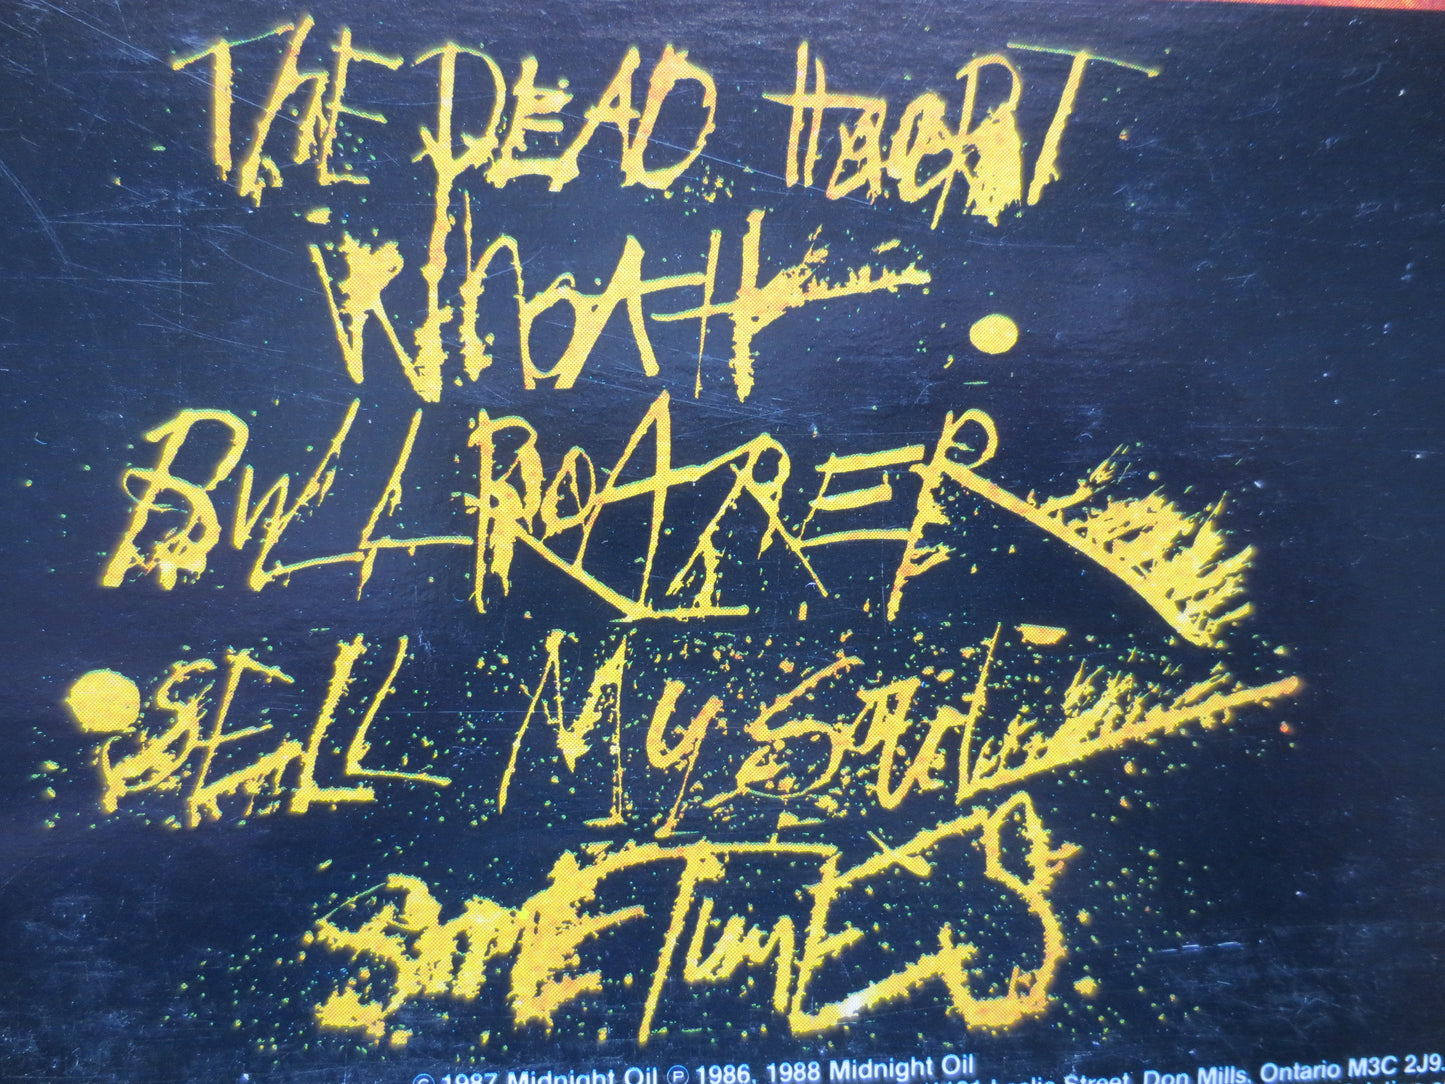 THE DEAD HEART
WHOAH
BULLROARER
SELL MY SOUL
SOMETIMES
© 1987 Midnight Oil ℗ 1986, 1988 Midnight Oil
Leslie Street, Don Mills, Ontario M3C 2J9.